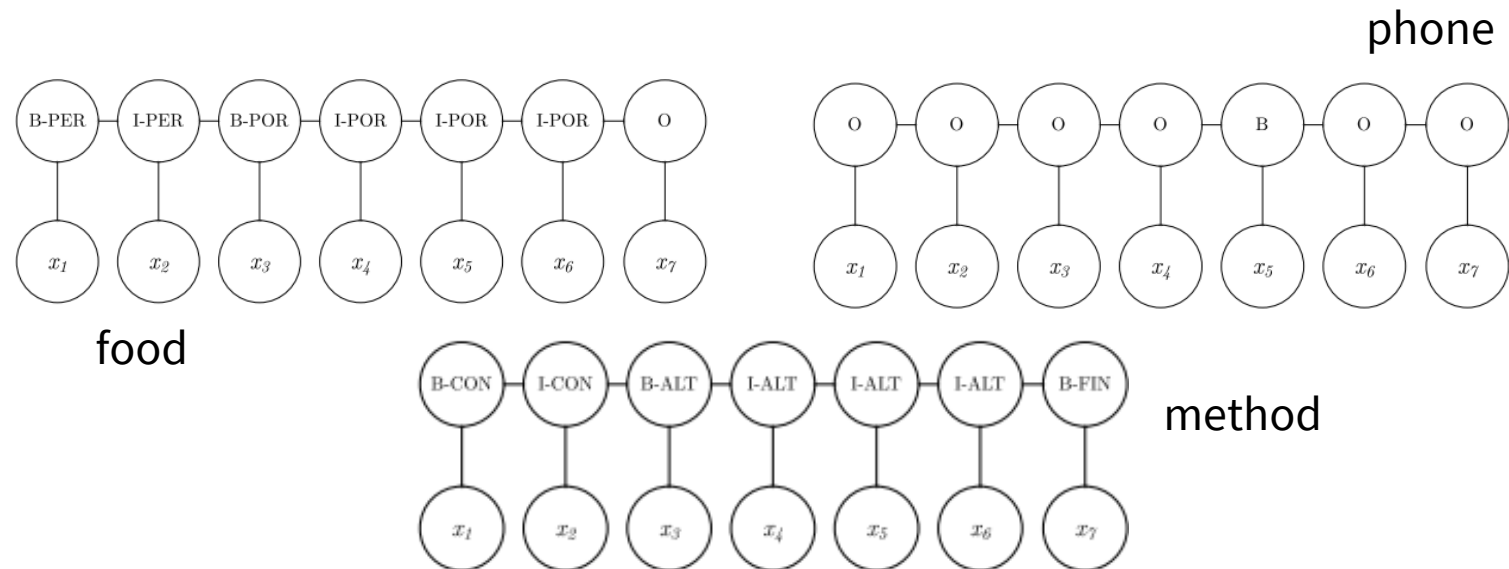 phone
B-PER I-PER B-POR I-POR I-POR I-POR O
x1 x2 x3 x4 x5 x6 x7
O O O O B O O
x1 x2 x3 x4 x5 x6 x7
food
B-CON I-CON B-ALT I-ALT I-ALT I-ALT B-FIN
method
x1 x2 x3 x4 x5 x6 x7